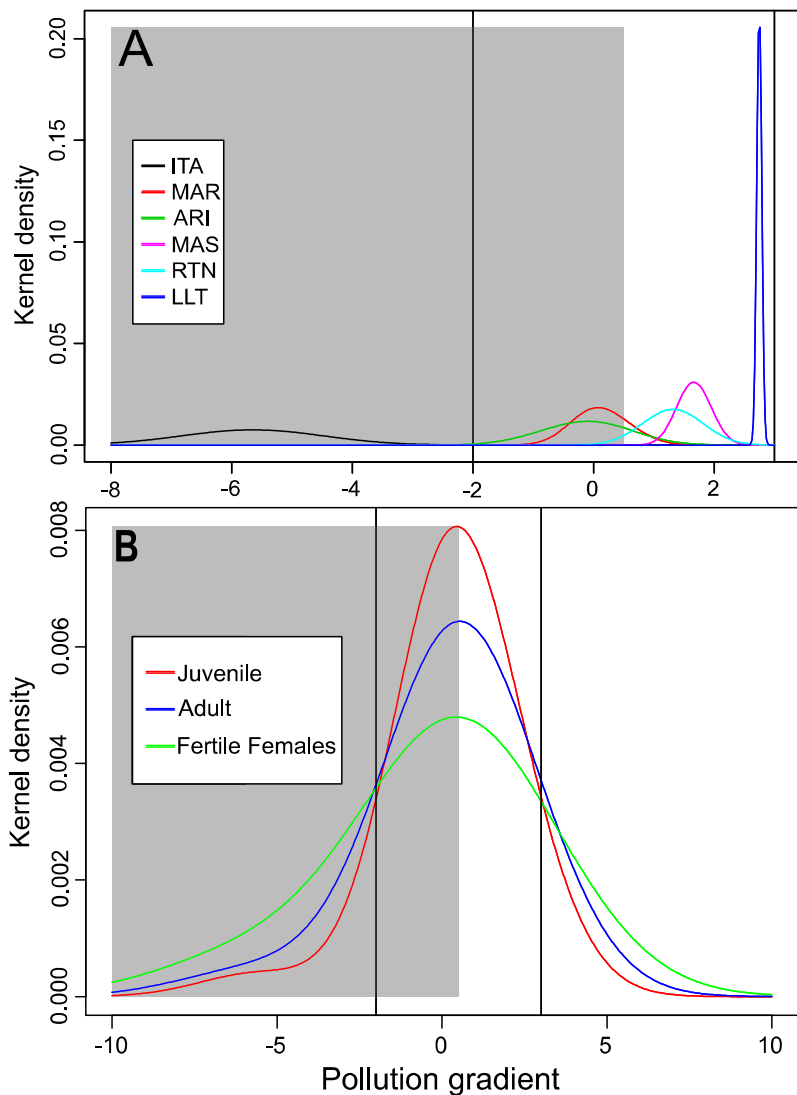 A
0.20
0.15
0.10
0.05
0.00
Kernel density
ITA
MAR
ARI
MAS
RTN
LLT
-8 -6 -4 -2 0 2
B
0.008
0.006
0.004
0.002
0.000
Kernel density
Juvenile
Adult
Fertile Females
-10 -5 0 5 10
Pollution gradient